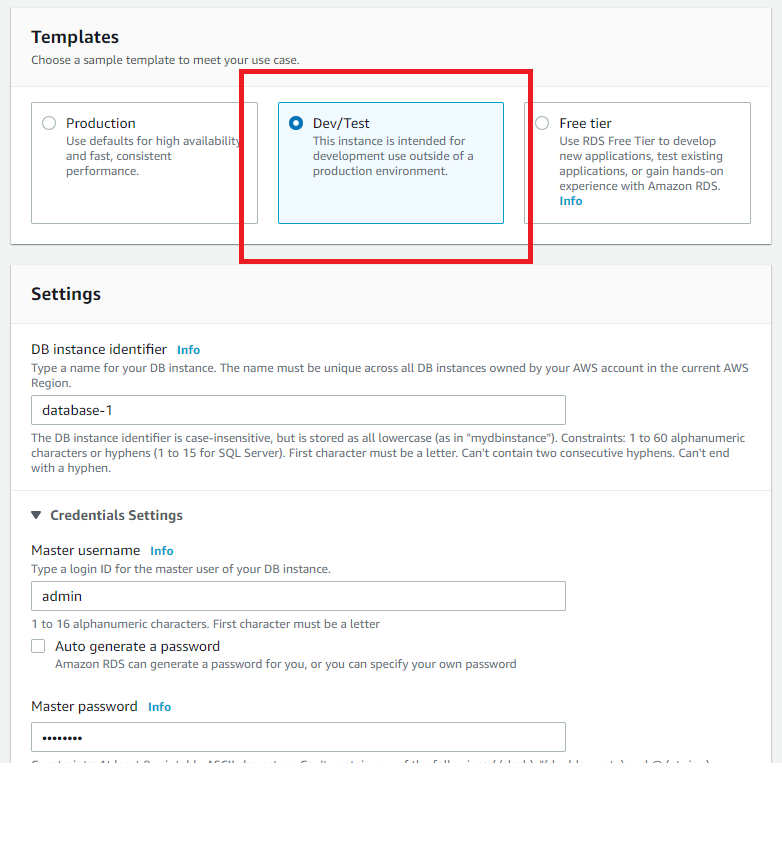 Templates
Choose a sample template to meet your use case.
Production
Use defaults for high availability
and fast, consistent
performance.
Dev/Test
This instance is intended for
development use outside of a
production environment.
Free tier
Use RDS Free Tier to develop
new applications, test existing
applications, or gain hands-on
experience with Amazon RDS.
Info
Settings
DB instance identifier Info
Type a name for your DB instance. The name must be unique across all DB instances owned by your AWS account in the current AWS
Region.
database-1
The DB instance identifier is case-insensitive, but is stored as all lowercase (as in "mydbinstance"). Constraints: 1 to 60 alphanumeric
characters or hyphens (1 to 15 for SQL Server). First character must be a letter. Can't contain two consecutive hyphens. Can't end
with a hyphen.
Credentials Settings
Master username Info
Type a login ID for the master user of your DB instance.
admin
1 to 16 alphanumeric characters. First character must be a letter
Auto generate a password
Amazon RDS can generate a password for you, or you can specify your own password
Master password Info
••••••••